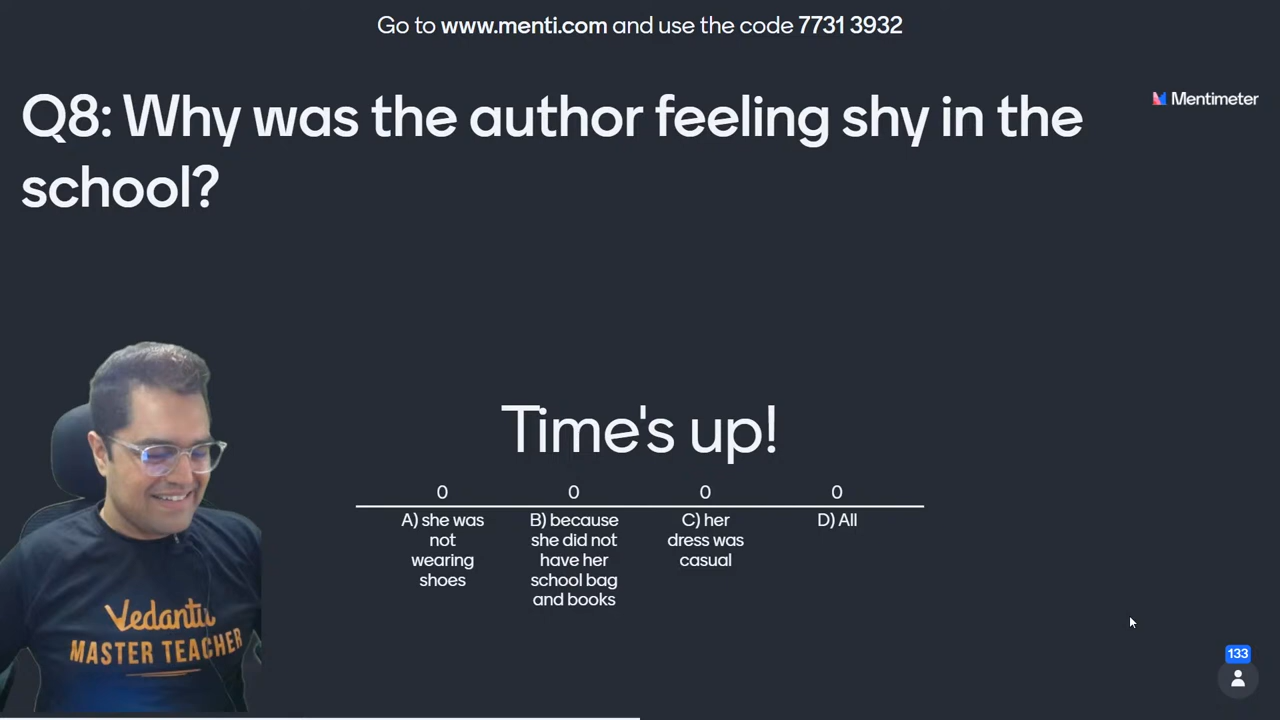 Go to www.menti.com and use the code 7731 3932
Q8: Why was the author feeling shy in the
school?
Mentimeter
Time's up!
0
0
0
0
A) she was
not
wearing
shoes
B) because
she did not
have her
school bag
and books
C) her
dress was
casual
D) All
Vedantu
MASTER TEACHER
133